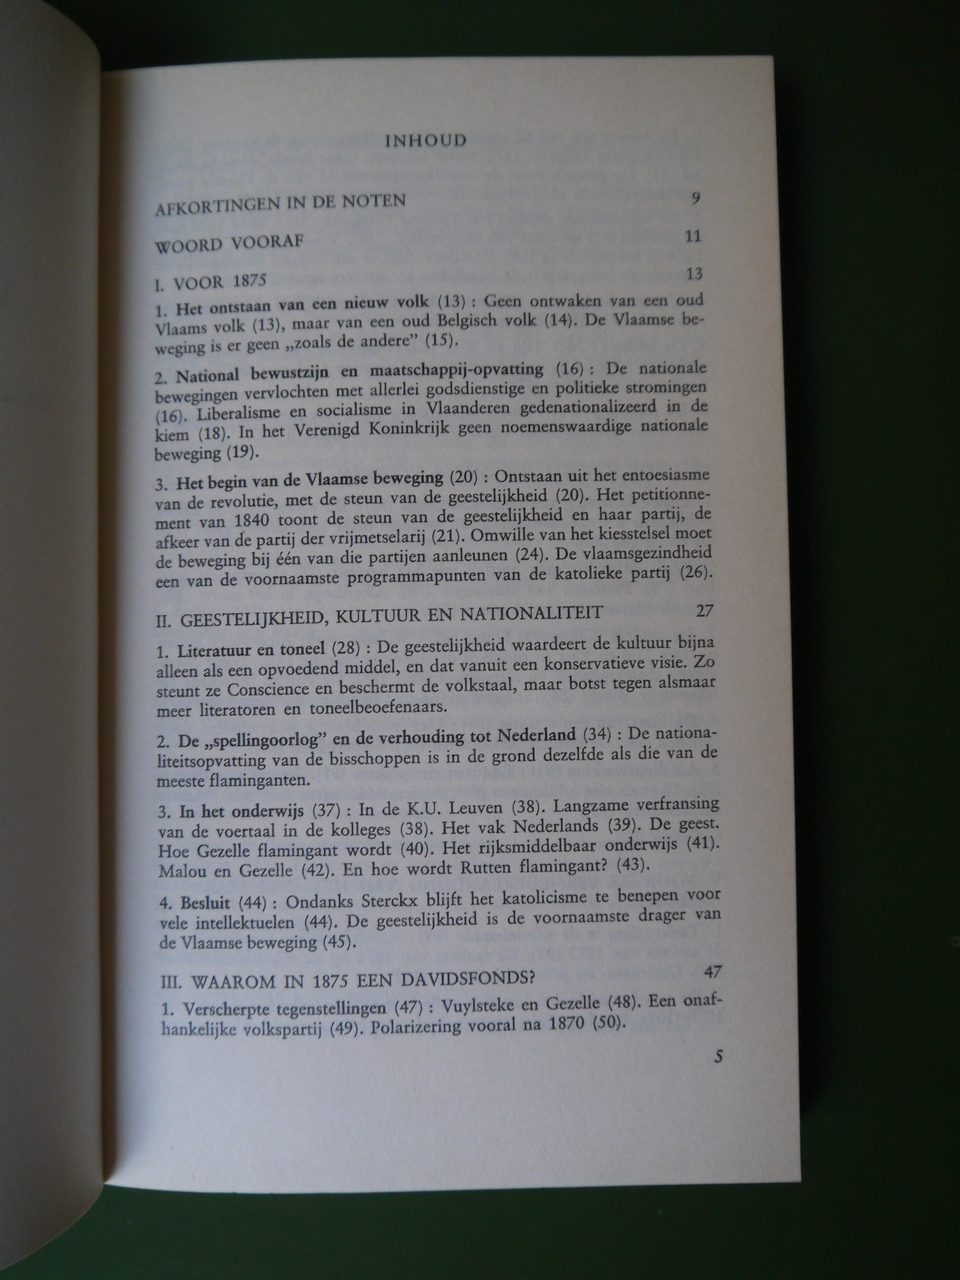 INHOUD
AFKORTINGEN IN DE NOTEN 9
WOORD VOORAF 11
I. VOOR 1875 13
1. Het ontstaan van een nieuw volk (13) : Geen ontwaken van een oud
Vlaams volk (13), maar van een oud Belgisch volk (14). De Vlaamse be-
weging is er geen „zoals de andere” (15).
2. National bewustzijn en maatschappij-opvatting (16) : De nationale
bewegingen vervlochten met allerlei godsdienstige en politieke stromingen
(16). Liberalisme en socialisme in Vlaanderen gedenationalizeerd in de
kiem (18). In het Verenigd Koninkrijk geen noemenswaardige nationale
beweging (19).
3. Het begin van de Vlaamse beweging (20) : Ontstaan uit het entoesiasme
van de revolutie, met de steun van de geestelijkheid (20). Het petitionne-
ment van 1840 toont de steun van de geestelijkheid en haar partij, de
afkeer van de partij der vrijmetselarij (21). Omwille van het kiesstelsel moet
de beweging bij één van die partijen aanleunen (24). De vlaamsgezindheid
een van de voornaamste programmapunten van de katolieke partij (26).
II. GEESTELIJKHEID, KULTUUR EN NATIONALITEIT 27
1. Literatuur en toneel (28) : De geestelijkheid waardeert de kultuur bijna
alleen als een opvoedend middel, en dat vanuit een konservatieve visie. Zo
steunt ze Conscience en beschermt de volkstaal, maar botst tegen alsmaar
meer literatoren en toneelbeoefenaars.
2. De „spellingoorlog” en de verhouding tot Nederland (34) : De nationa-
liteitsopvatting van de bisschoppen is in de grond dezelfde als die van de
meeste flaminganten.
3. In het onderwijs (37) : In de K.U. Leuven (38). Langzame verfransing
van de voertaal in de kolleges (38). Het vak Nederlands (39). De geest.
Hoe Gezelle flamingant wordt (40). Het rijksmiddelbaar onderwijs (41).
Malou en Gezelle (42). En hoe wordt Rutten flamingant? (43).
4. Besluit (44) : Ondanks Sterckx blijft het katolicisme te benepen voor
vele intellektuelen (44). De geestelijkheid is de voornaamste drager van
de Vlaamse beweging (45).
III. WAAROM IN 1875 EEN DAVIDSFONDS? 47
1. Verscherpte tegenstellingen (47) : Vuylsteke en Gezelle (48). Een onaf-
hankelijke volkspartij (49). Polarizering vooral na 1870 (50).
5